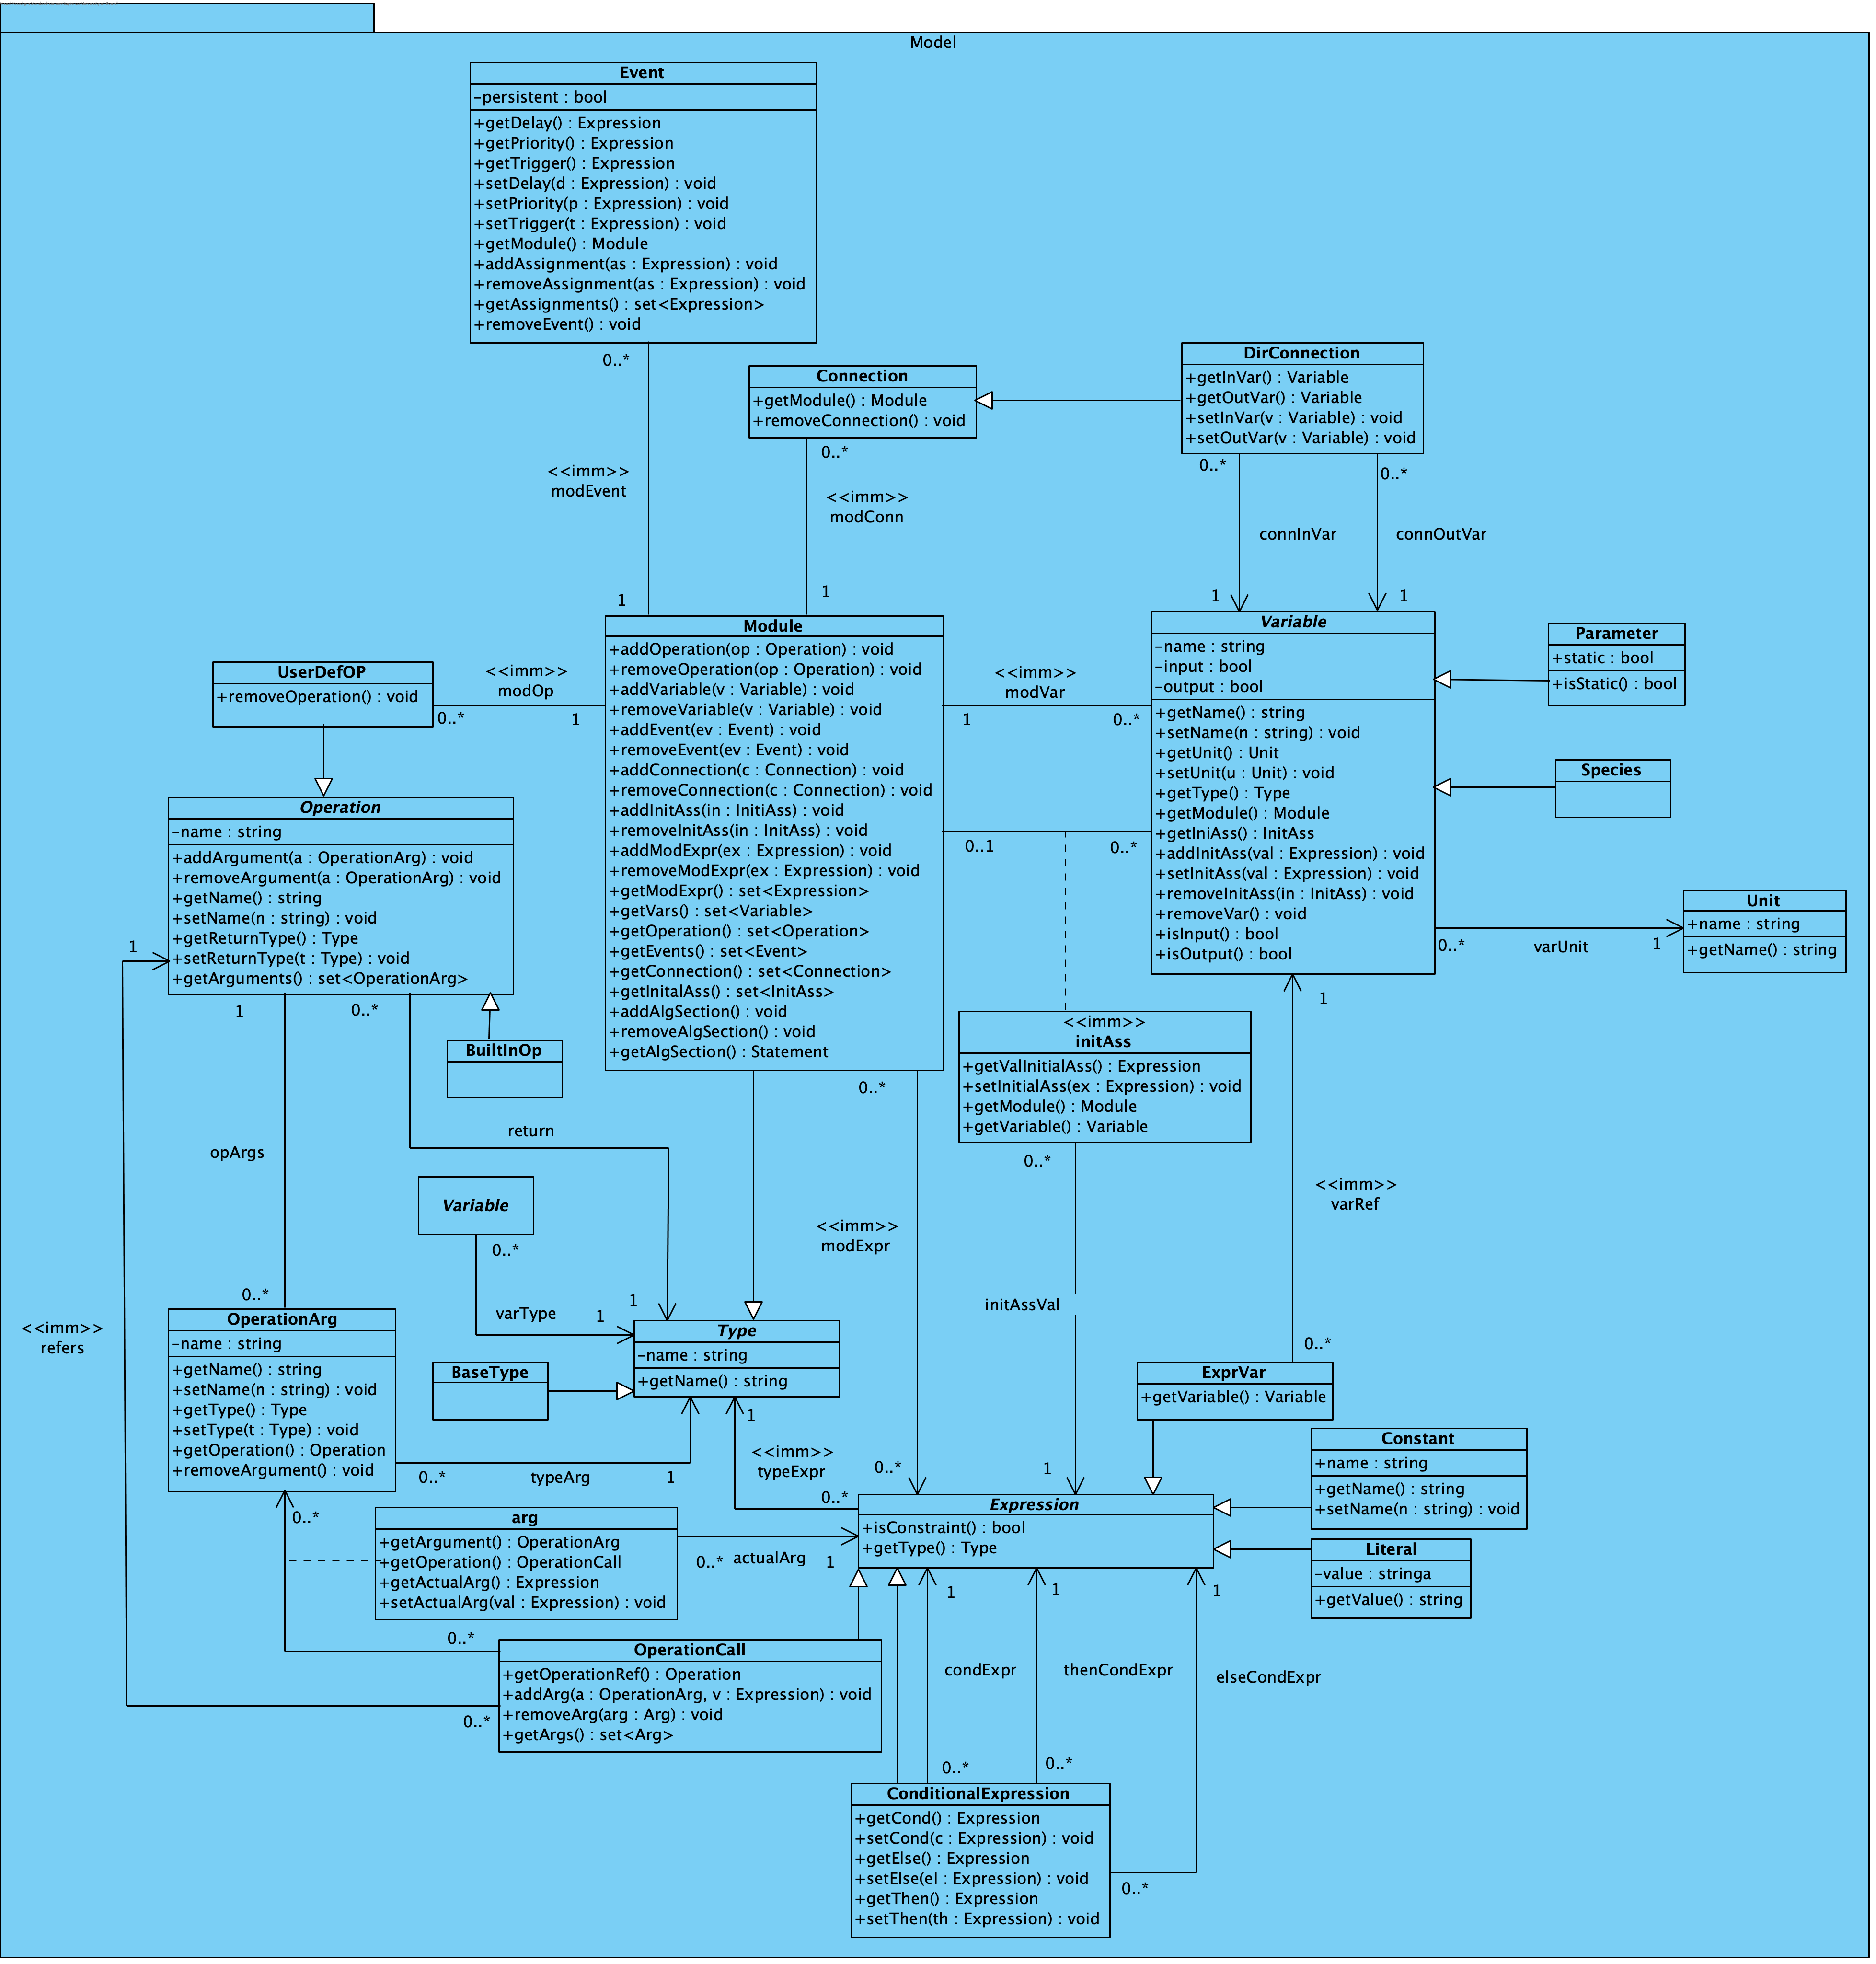 Model
Event
-persistent : bool
+getDelay() : Expression
+getPriority() : Expression
+getTrigger() : Expression
+setDelay(d : Expression) : void
+setPriority(p : Expression) : void
+setTrigger(t : Expression) : void
+getModule() : Module
+addAssignment(as : Expression) : void
+removeAssignment(as : Expression) : void
+getAssignments() : set<Expression>
+removeEvent() : void
0..*
<<imm>>
modEvent
1
Connection
+getModule() : Module
+removeConnection() : void
0..*
<<imm>>
modConn
1
DirConnection
+getInVar() : Variable
+getOutVar() : Variable
+setInVar(v : Variable) : void
+setOutVar(v : Variable) : void
0..*
0..*
connInVar
connOutVar
1
1
UserDefOP
+removeOperation() : void
<<imm>>
modOp
0..*
1
Module
+addOperation(op : Operation) : void
+removeOperation(op : Operation) : void
+addVariable(v : Variable) : void
+removeVariable(v : Variable) : void
+addEvent(ev : Event) : void
+removeEvent(ev : Event) : void
+addConnection(c : Connection) : void
+removeConnection(c : Connection) : void
+addInitAss(in : InitiAss) : void
+removeInitAss(in : InitAss) : void
+addModExpr(ex : Expression) : void
+removeModExpr(ex : Expression) : void
+getModExpr() : set<Expression>
+getVars() : set<Variable>
+getOperation() : set<Operation>
+getEvents() : set<Event>
+getConnection() : set<Connection>
+getInitalAss() : set<InitAss>
+addAlgSection() : void
+removeAlgSection() : void
+getAlgSection() : Statement
<<imm>>
modVar
1
0..*
0..1
0..*
Variable
-name : string
-input : bool
-output : bool
+getName() : string
+setName(n : string) : void
+getUnit() : Unit
+setUnit(u : Unit) : void
+getType() : Type
+getModule() : Module
+getIniAss() : InitAss
+addInitAss(val : Expression) : void
+setInitAss(val : Expression) : void
+removeInitAss(in : InitAss) : void
+removeVar() : void
+isInput() : bool
+isOutput() : bool
Parameter
+static : bool
+isStatic() : bool
Species
Unit
+name : string
+getName() : string
0..*
varUnit
1
Operation
-name : string
+addArgument(a : OperationArg) : void
+removeArgument(a : OperationArg) : void
+getName() : string
+setName(n : string) : void
+getReturnType() : Type
+setReturnType(t : Type) : void
+getArguments() : set<OperationArg>
1
1
0..*
BuiltInOp
<<imm>>
initAss
+getValInitialAss() : Expression
+setInitialAss(ex : Expression) : void
+getModule() : Module
+getVariable() : Variable
0..*
1
0..*
return
opArgs
Variable
0..*
varType
1
1
<<imm>>
modExpr
<<imm>>
varRef
initAssVal
0..*
<<imm>>
refers
OperationArg
-name : string
+getName() : string
+setName(n : string) : void
+getType() : Type
+setType(t : Type) : void
+getOperation() : Operation
+removeArgument() : void
Type
-name : string
+getName() : string
BaseType
0..*
ExprVar
+getVariable() : Variable
1
<<imm>>
typeExpr
0..*
0..*
typeArg
1
0..*
1
Constant
+name : string
+getName() : string
+setName(n : string) : void
Expression
+isConstraint() : bool
+getType() : Type
Literal
-value : stringa
+getValue() : string
0..*
arg
+getArgument() : OperationArg
+getOperation() : OperationCall
+getActualArg() : Expression
+setActualArg(val : Expression) : void
0..*
actualArg
1
1
1
1
0..*
OperationCall
+getOperationRef() : Operation
+addArg(a : OperationArg, v : Expression) : void
+removeArg(arg : Arg) : void
+getArgs() : set<Arg>
0..*
condExpr
thenCondExpr
elseCondExpr
0..*
0..*
ConditionalExpression
+getCond() : Expression
+setCond(c : Expression) : void
+getElse() : Expression
+setElse(el : Expression) : void
+getThen() : Expression
+setThen(th : Expression) : void
0..*